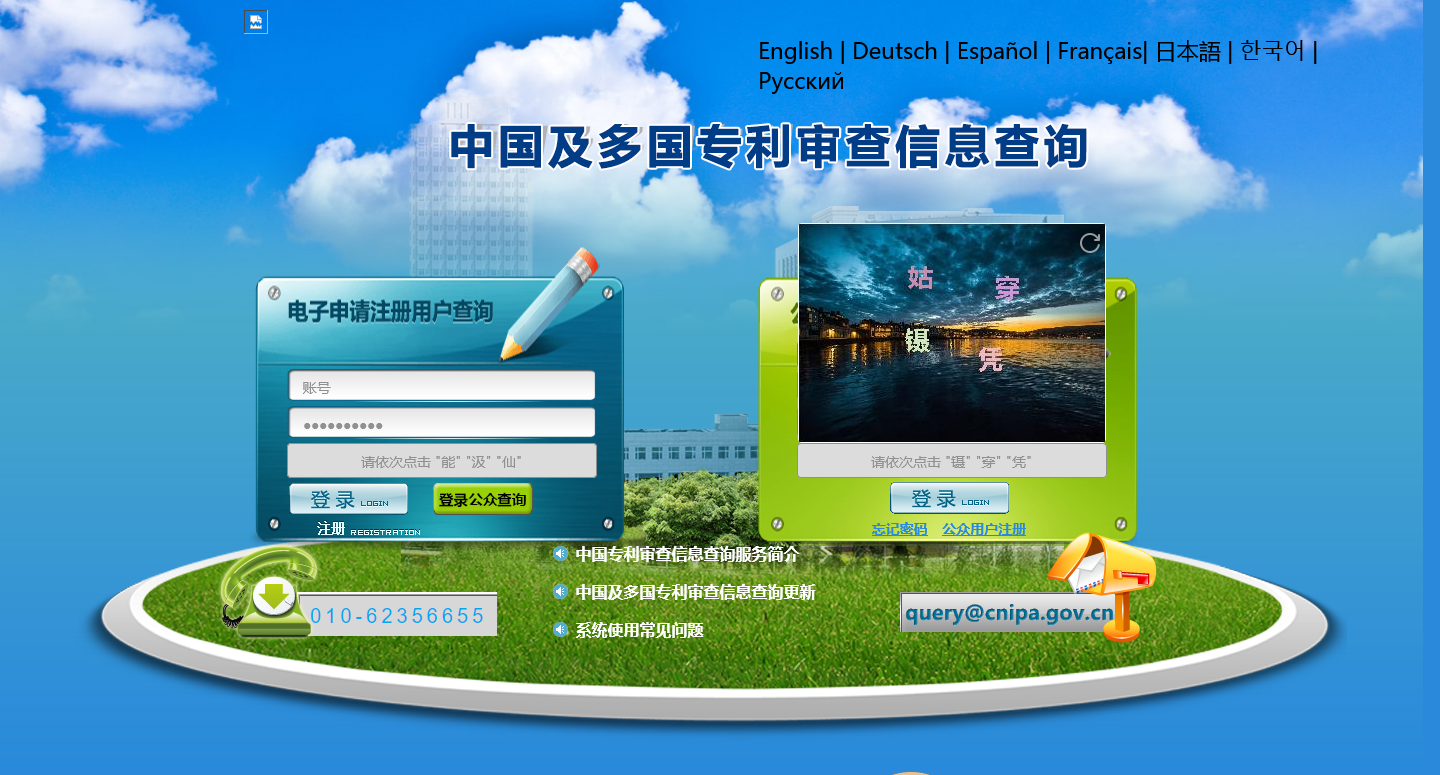 English | Deutsch | Español | Français| 日本語 | 한국어 |
Русский
中国及多国专利审查信息查询
电子申请注册用户查询
账号
请依次点击 "能" "汲" "仙"
登录 LOGIN
登录公众查询
注册 REGISTRATION
姑
穿
镊
凭
请依次点击 "镊" "穿" "凭"
登录 LOGIN
忘记密码 公众用户注册
中国专利审查信息查询服务简介
中国及多国专利审查信息查询更新
系统使用常见问题
010-62356655
query@cnipa.gov.cn